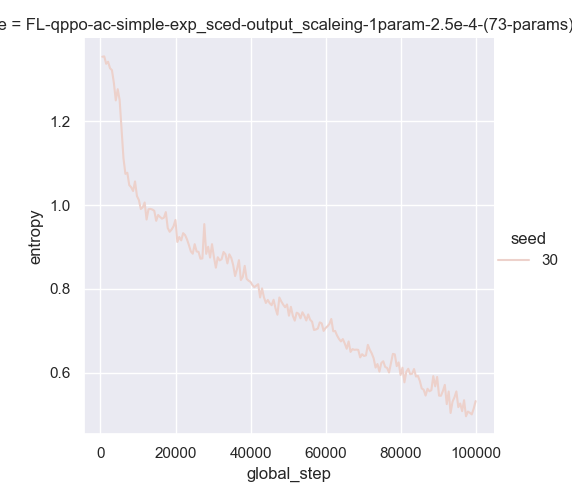 e = FL-qppo-ac-simple-exp_sced-output_scaleing-1param-2.5e-4-(73-params)
1.2
1.0
0.8
0.6
entropy
seed
30
0 20000 40000 60000 80000 100000
global_step